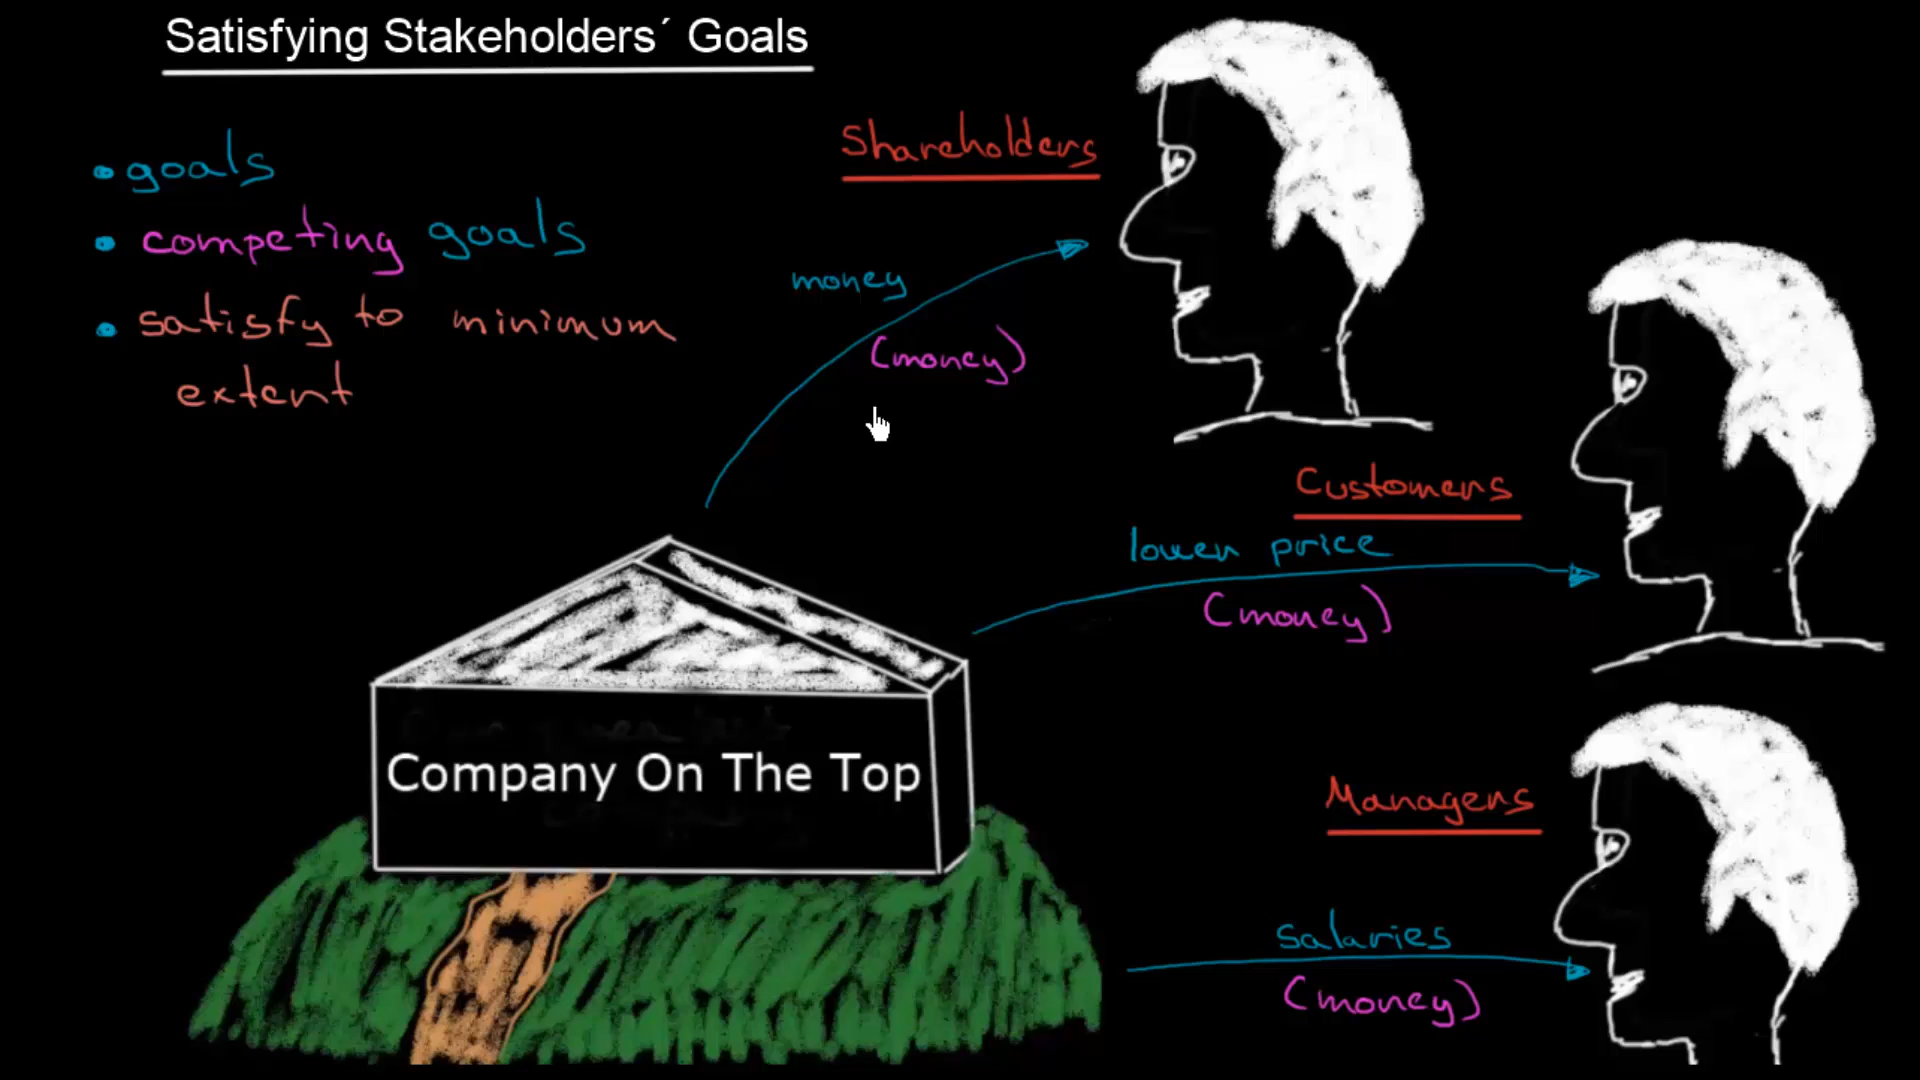 Satisfying Stakeholders´ Goals
• goals
• competing goals
• satisfy to minimum
extent
Shareholders
money
(money)
Customers
lower price
(money)
Company On The Top
Managers
salaries
(money)